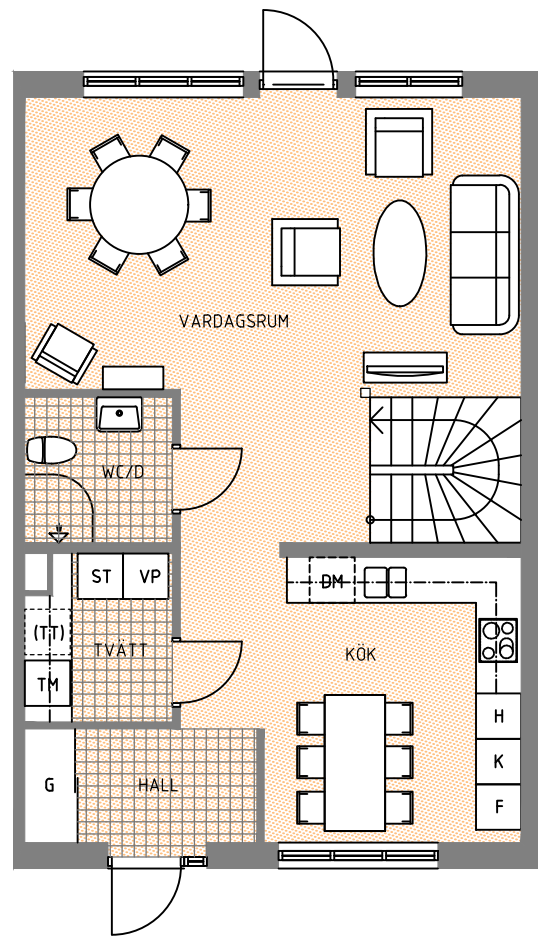 VARDAGSRUM
WC/D
ST VP
DM
(TT)
TVÄTT
KÖK
TM
H
K
G
HALL
F